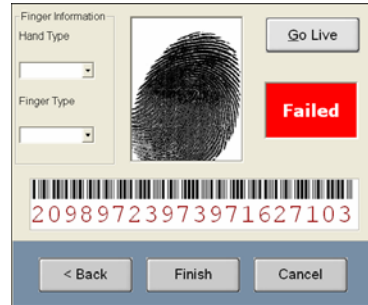 Finger Information
Hand Type
Go Live
Finger Type
Failed
20989723973971627103
< Back
Finish
Cancel